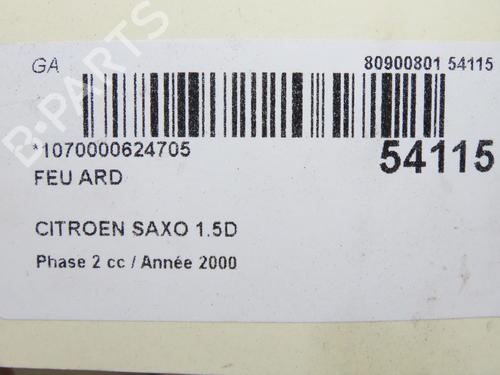 GA
80900801 54115
*1070000624705
54115
FEU ARD
CITROEN SAXO 1.5D
Phase 2 cc / Année 2000
B-PARTS